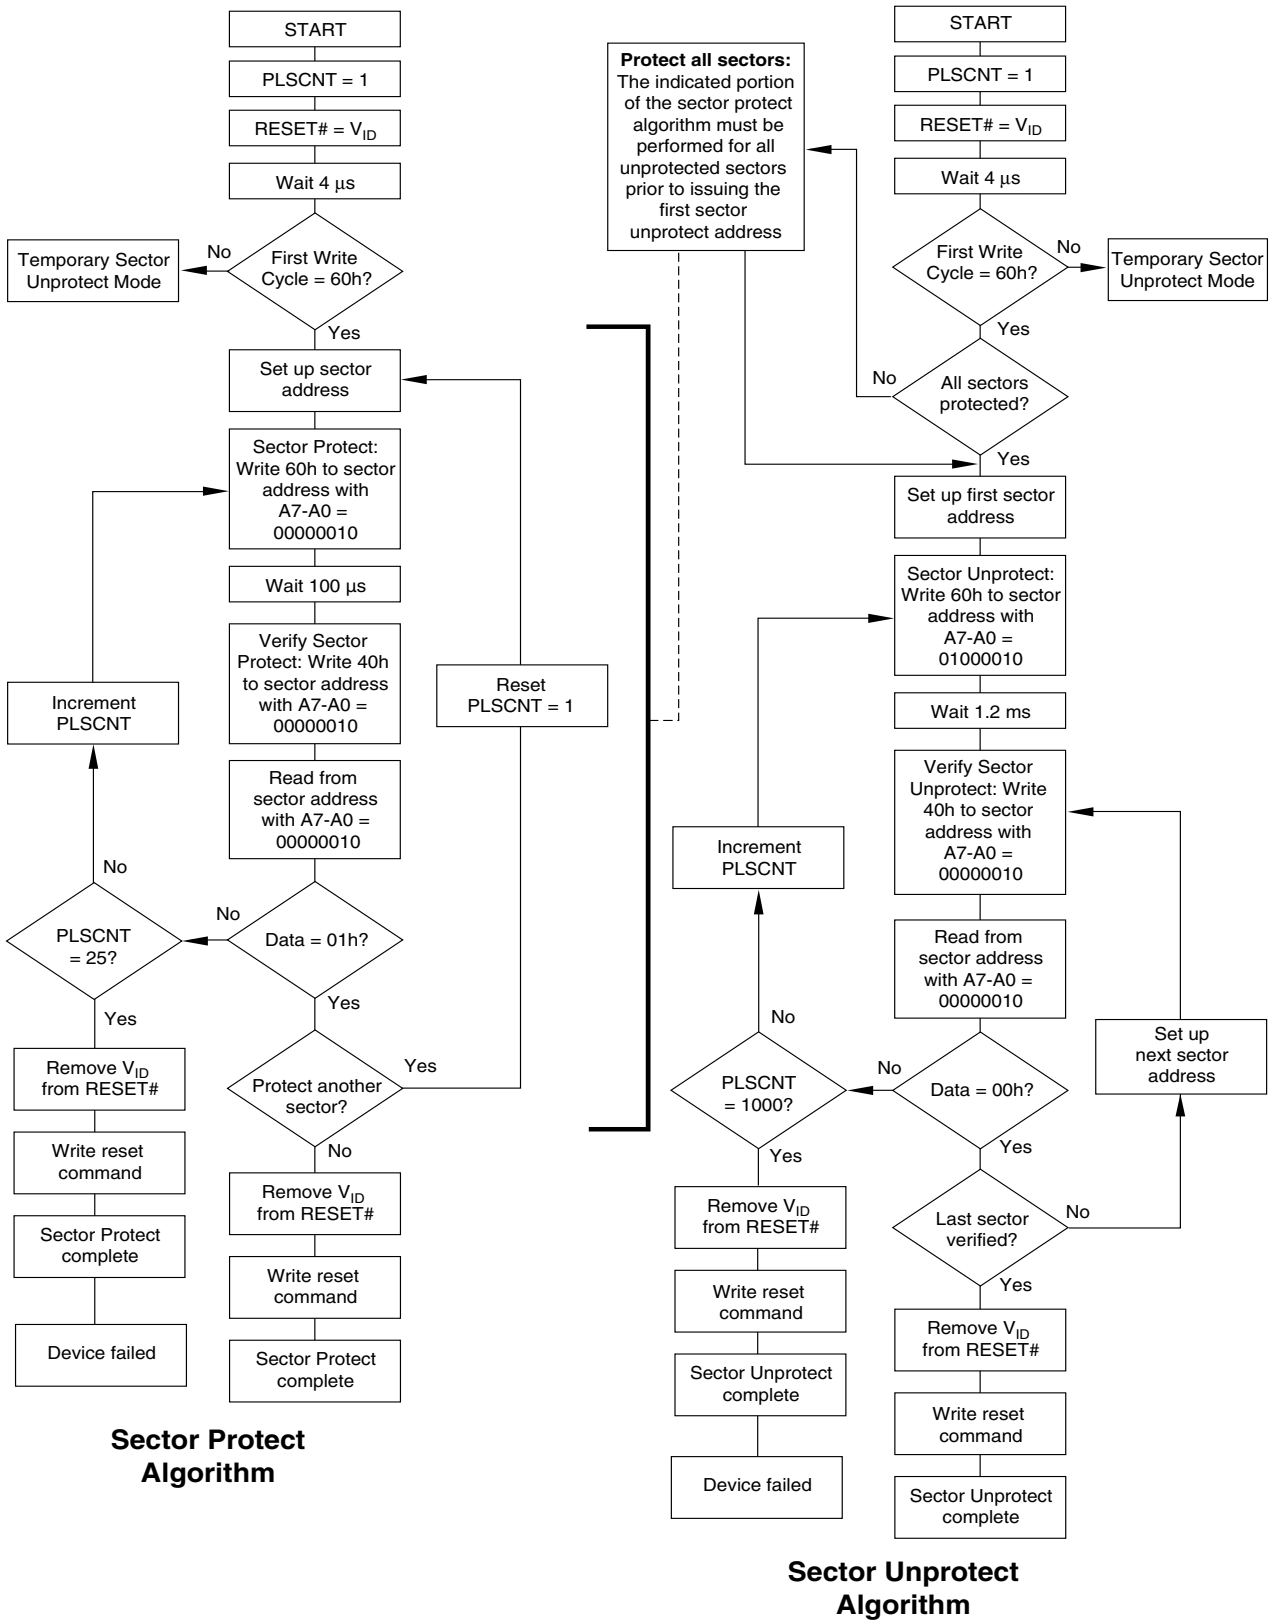 START
PLSCNT = 1
RESET# = VID
Wait 4 μs
First Write
Cycle = 60h?
No
Temporary Sector
Unprotect Mode
Yes
Set up sector
address
Sector Protect:
Write 60h to sector
address with
A7-A0 =
00000010
Wait 100 μs
Verify Sector
Protect: Write 40h
to sector address
with A7-A0 =
00000010
Reset
PLSCNT = 1
Increment
PLSCNT
Read from
sector address
with A7-A0 =
00000010
No
No
PLSCNT
= 25?
Data = 01h?
Yes
Yes
Remove VID
from RESET#
Protect another
sector?
Yes
No
Write reset
command
Remove VID
from RESET#
Sector Protect
complete
Write reset
command
Device failed
Sector Protect
complete
Sector Protect
Algorithm
Protect all sectors:
The indicated portion
of the sector protect
algorithm must be
performed for all
unprotected sectors
prior to issuing the
first sector
unprotect address
START
PLSCNT = 1
RESET# = VID
Wait 4 μs
First Write
Cycle = 60h?
No
Temporary Sector
Unprotect Mode
Yes
No
All sectors
protected?
Yes
Set up first sector
address
Sector Unprotect:
Write 60h to sector
address with
A7-A0 =
01000010
Wait 1.2 ms
Verify Sector
Unprotect: Write
40h to sector
address with
A7-A0 =
00000010
Increment
PLSCNT
Read from
sector address
with A7-A0 =
00000010
No
No
Set up
next sector
address
PLSCNT
= 1000?
Data = 00h?
Yes
Yes
Remove VID
from RESET#
Last sector
verified?
No
Yes
Write reset
command
Remove VID
from RESET#
Sector Unprotect
complete
Write reset
command
Device failed
Sector Unprotect
complete
Sector Unprotect
Algorithm